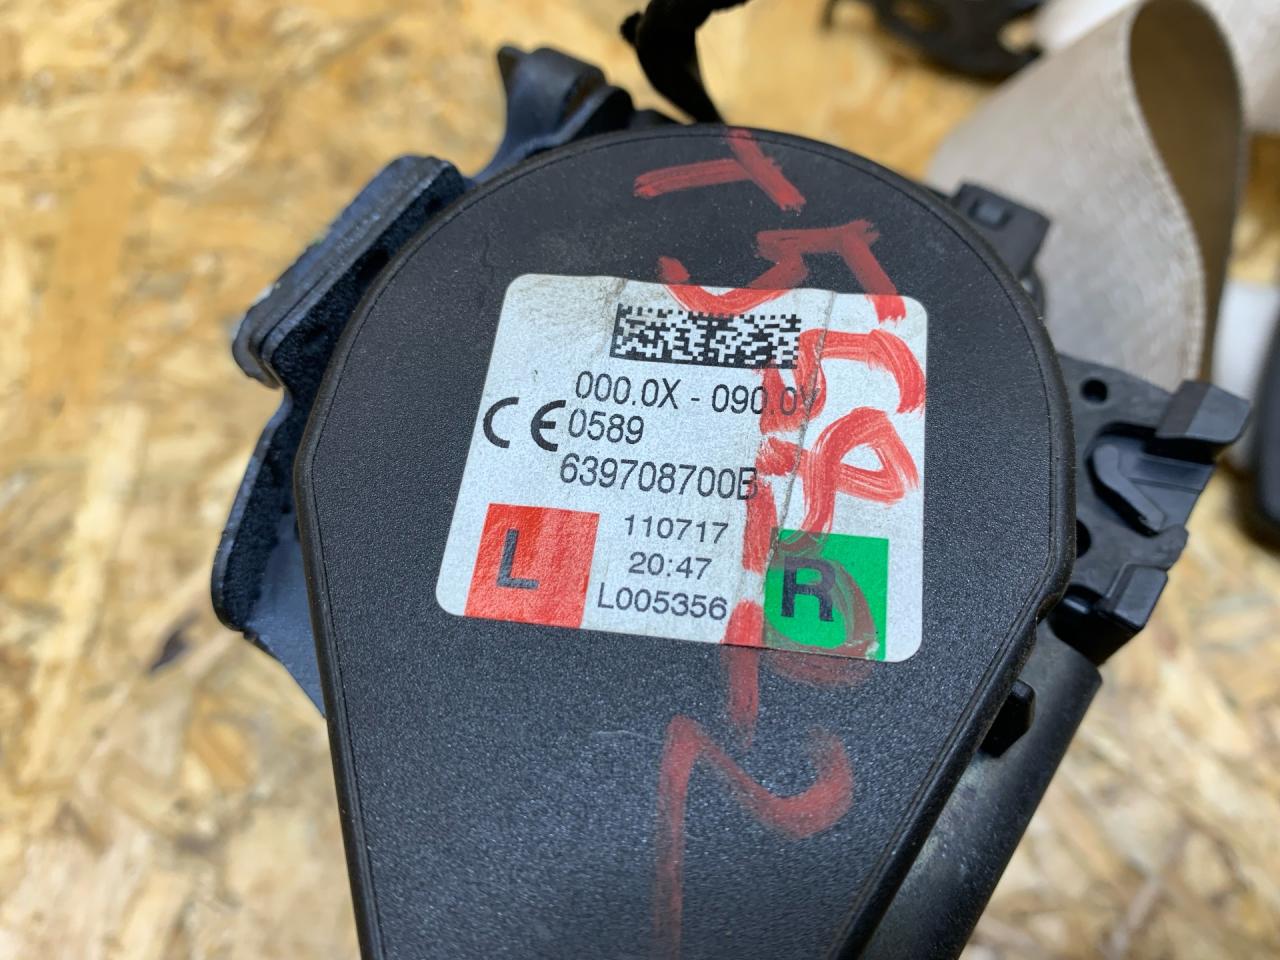 000.0X - 090.0Y
CE 0589
639708700B
110717
20:47
L005356
L
R